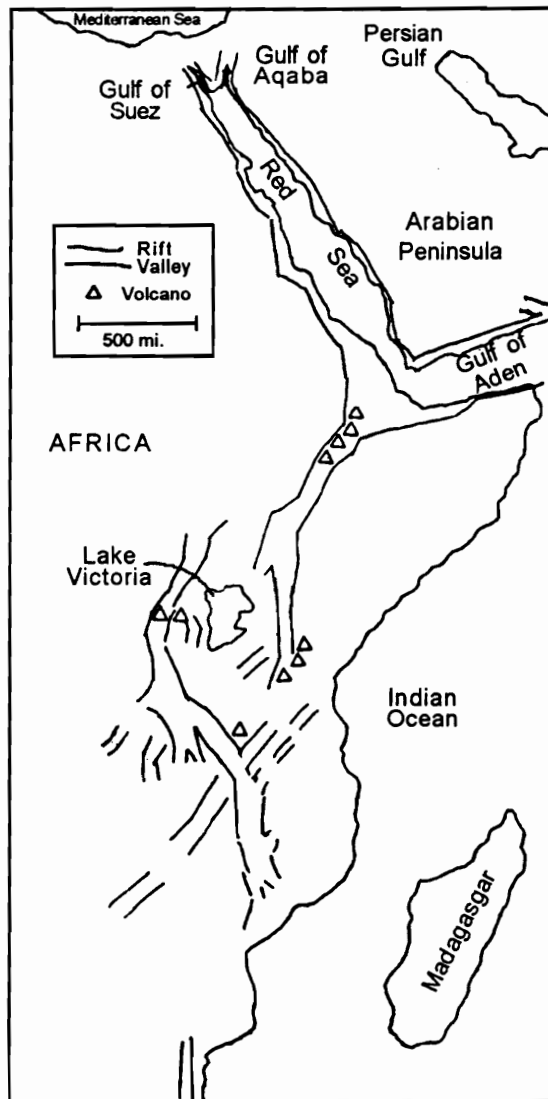 Mediterranean Sea
Gulf of
Aqaba
Persian
Gulf
Gulf of
Suez
Red
Sea
Arabian
Peninsula
Rift
Valley
Volcano
500 mi.
Gulf of
Aden
AFRICA
Lake
Victoria
Indian
Ocean
Madagasgar